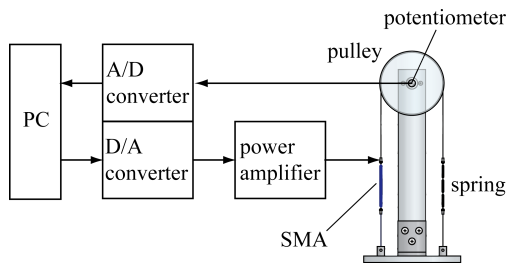 potentiometer
pulley
A/D
converter
PC
D/A
converter
power
amplifier
spring
SMA